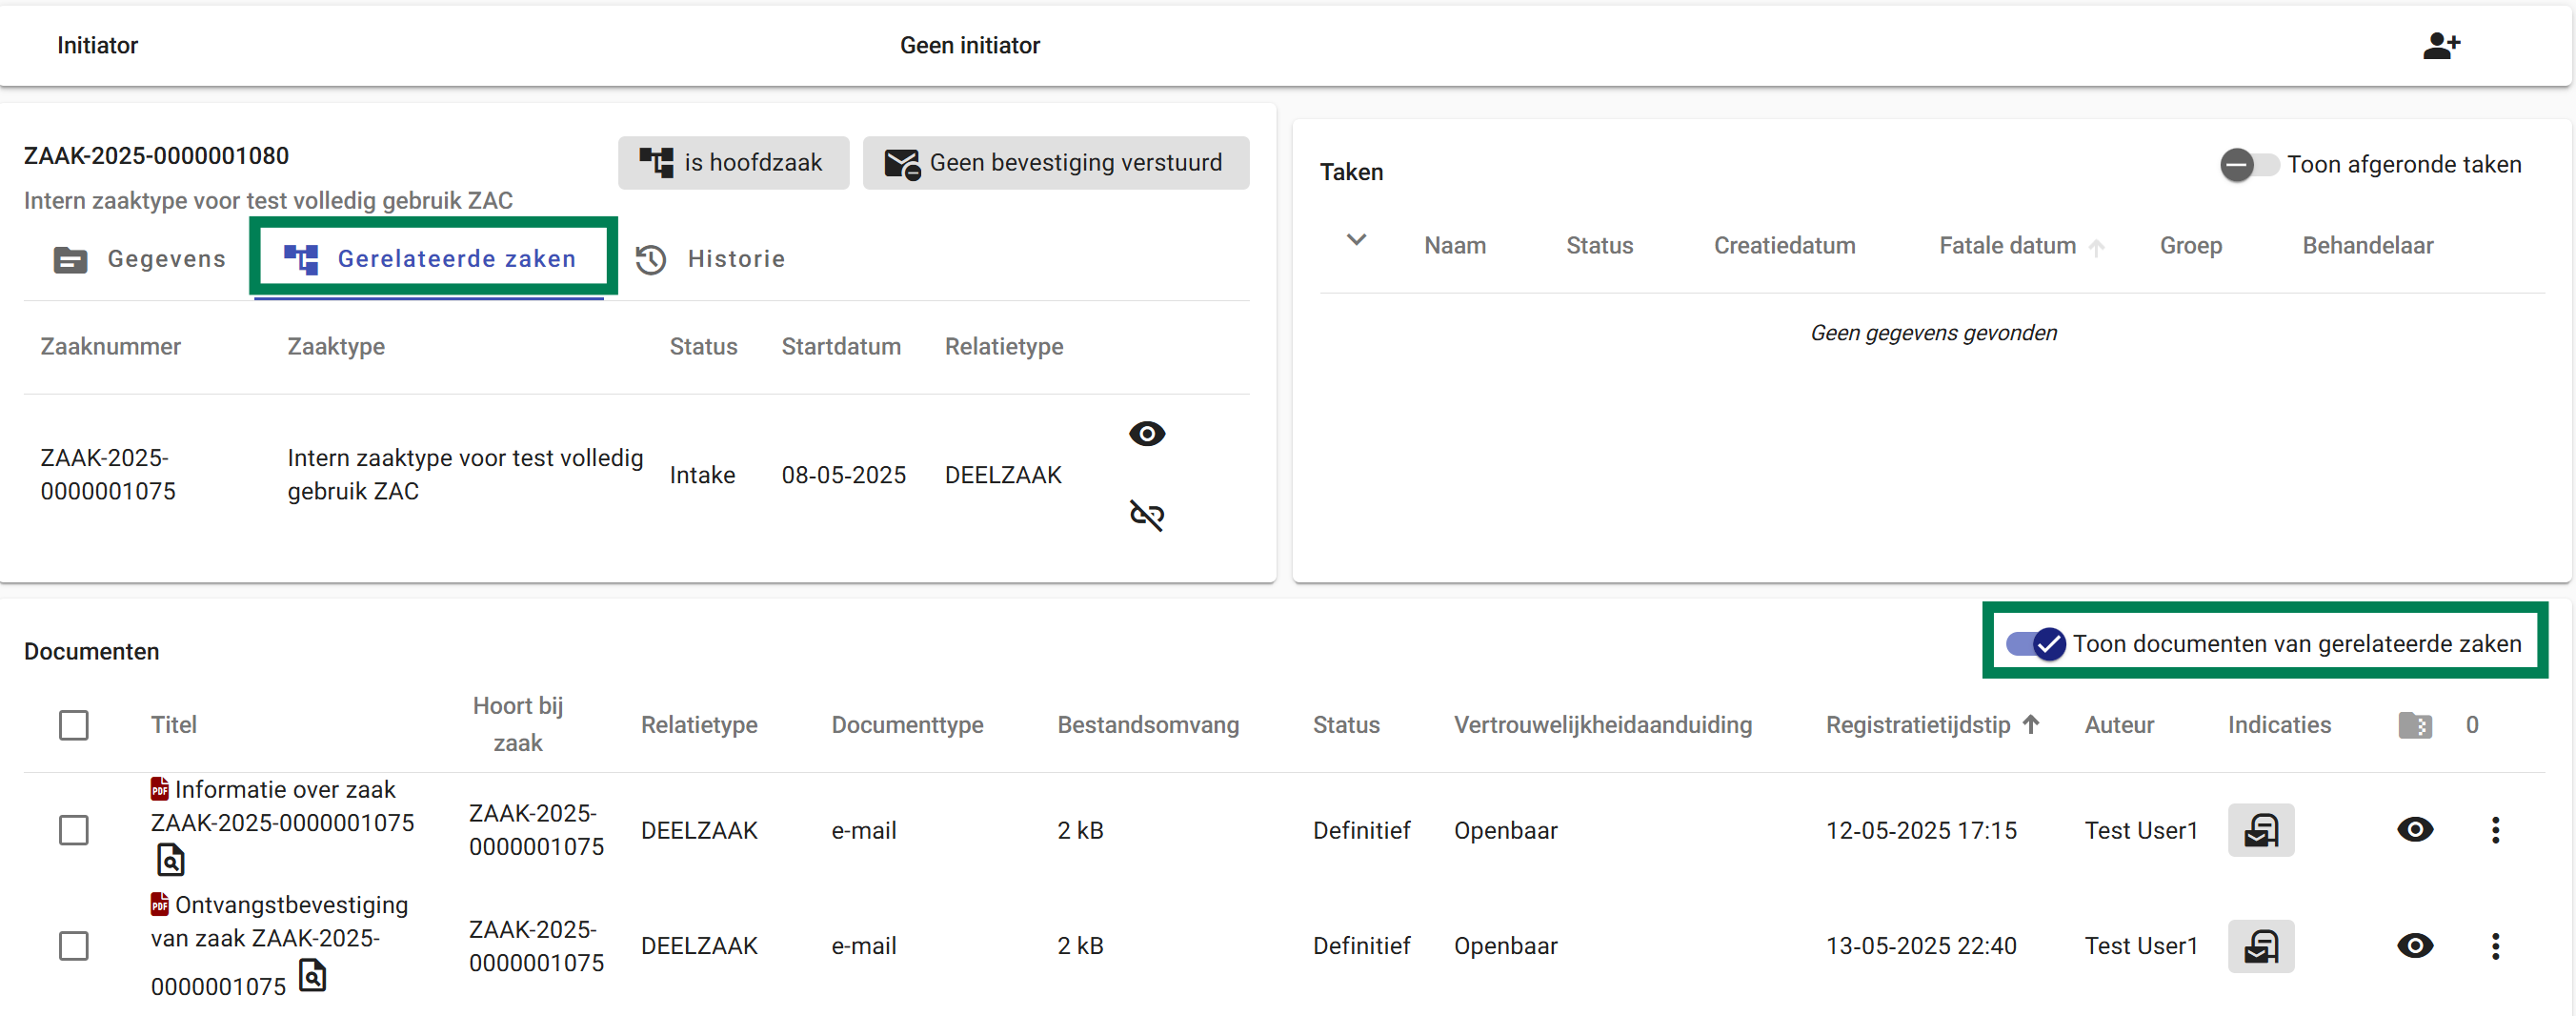 Initiator
Geen initiator
ZAAK-2025-0000001080
is hoofdzaak
Geen bevestiging verstuurd
Intern zaaktype voor test volledig gebruik ZAC
Gegevens
Gerelateerde zaken
Historie
Zaaknummer
Zaaktype
Status
Startdatum
Relatietype
ZAAK-2025-
0000001075
Intern zaaktype voor test volledig
gebruik ZAC
Intake
08-05-2025
DEELZAAK
Taken
Toon afgeronde taken
Naam
Status
Creatiedatum
Fatale datum
Groep
Behandelaar
Geen gegevens gevonden
Documenten
Toon documenten van gerelateerde zaken
Titel
Hoort bij
zaak
Relatietype
Documenttype
Bestandsomvang
Status
Vertrouwelijkheidaanduiding
Registratietijdstip
Auteur
Indicaties
0
PDF Informatie over zaak
ZAAK-2025-0000001075
ZAAK-2025-
0000001075
DEELZAAK
e-mail
2 kB
Definitief
Openbaar
12-05-2025 17:15
Test User1
PDF Ontvangstbevestiging
van zaak ZAAK-2025-
0000001075
ZAAK-2025-
0000001075
DEELZAAK
e-mail
2 kB
Definitief
Openbaar
13-05-2025 22:40
Test User1